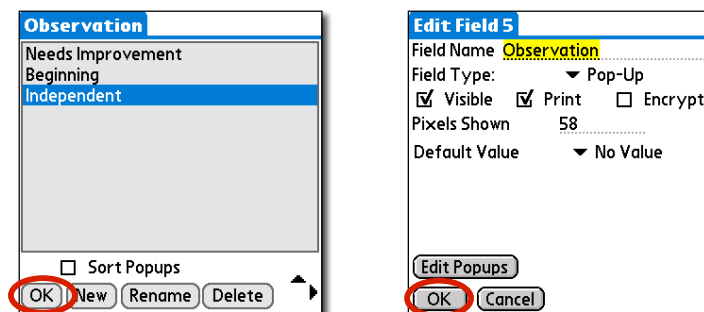 Observation
Needs Improvement
Beginning
Independent
Sort Popups
OK New Rename Delete
Edit Field 5
Field Name Observation
Field Type: Pop-Up
Visible Print Encrypt
Pixels Shown 58
Default Value No Value
Edit Popups
OK Cancel